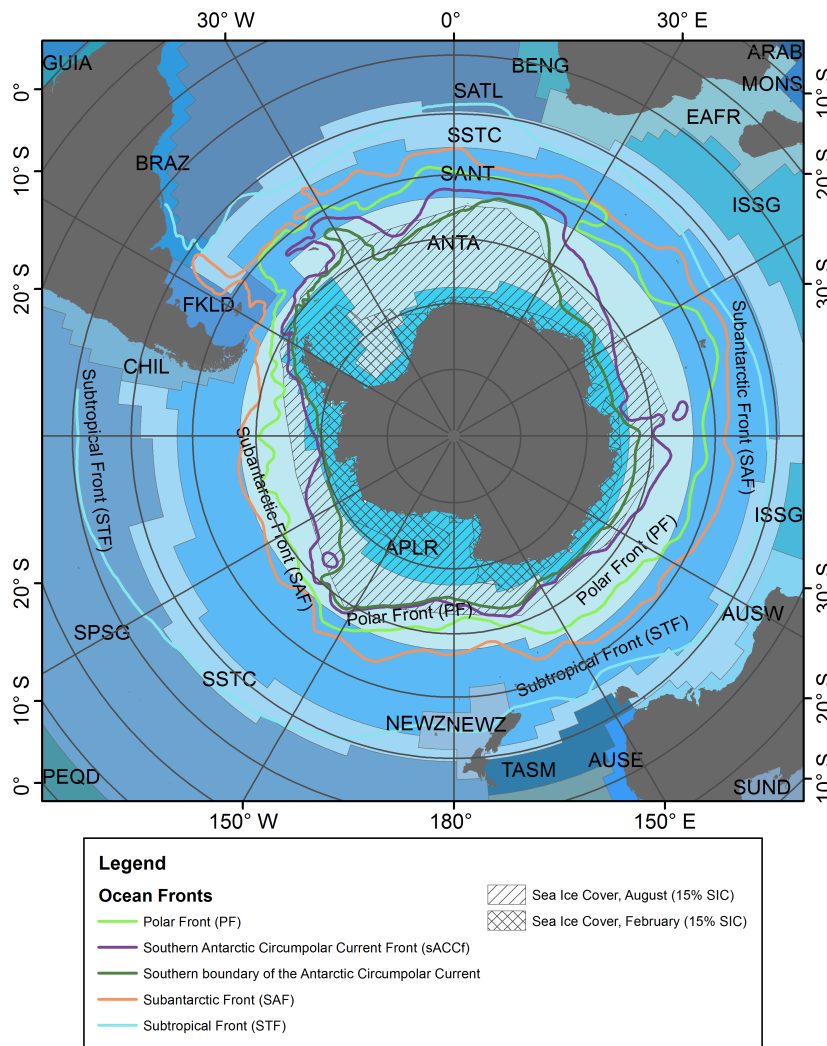 30° W 0° 30° E
GUIA
ARAB
BENG
MONS
SATL
0°
10° S
EAFR
SSTC
BRAZ
SANT
10° S
20° S
ISSG
ANTA
20° S
30° S
FKLD
Subantarctic Front (SAF)
CHIL
Subtropical Front (STF)
Subantarctic Front (SAF)
ISSG
Polar Front (PF)
APLR
20° S
30° S
Polar Front (PF)
AUSW
SPSG
Subtropical Front (STF)
SSTC
10° S
20° S
NEWZ NEWZ
AUSE
TASM
PEQD
SUND
0°
10° S
150° W 180° 150° E
Legend
Ocean Fronts
Polar Front (PF)
Southern Antarctic Circumpolar Current Front (sACCf)
Southern boundary of the Antarctic Circumpolar Current
Subantarctic Front (SAF)
Subtropical Front (STF)
Sea Ice Cover, August (15% SIC)
Sea Ice Cover, February (15% SIC)